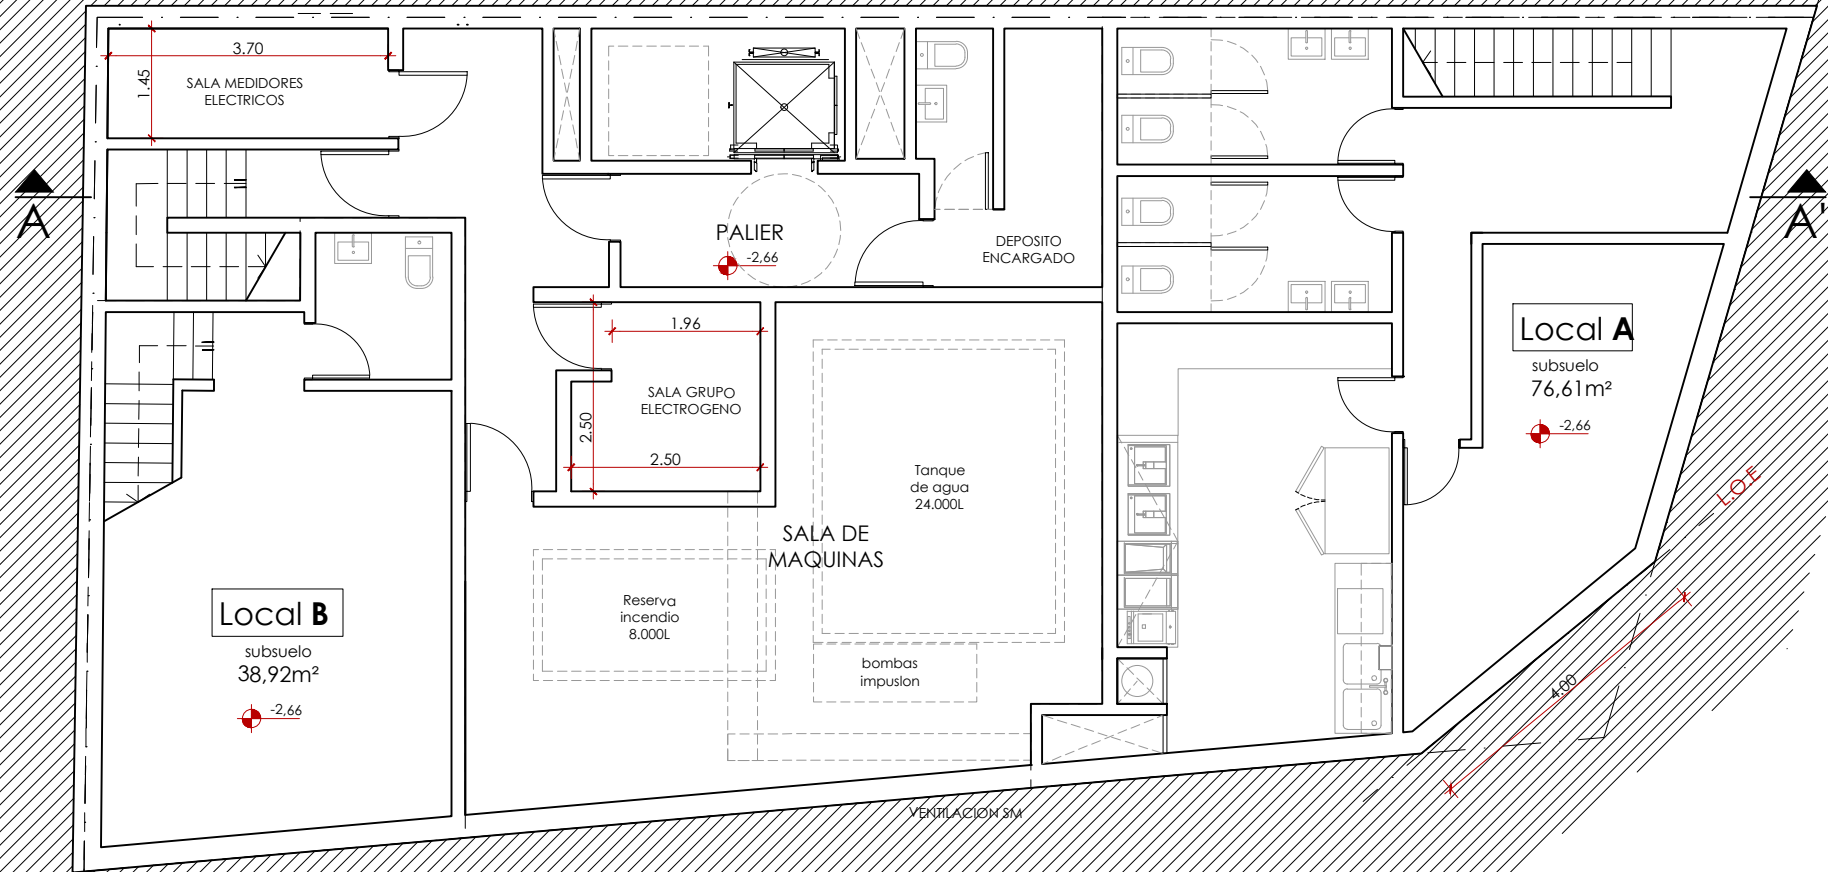 3.70
1.45
SALA MEDIDORES
ELECTRICOS
A
A'
PALIER
-2,66
DEPOSITO
ENCARGADO
1.96
SALA GRUPO
ELECTROGENO
2.50
2.50
Local A
subsuelo
76,61m²
-2,66
Tanque
de agua
24.000L
L.O.E
SALA DE
MAQUINAS
Reserva
incendio
8.000L
Local B
subsuelo
38,92m²
-2,66
bombas
impuslon
4.00
VENTILACION SM